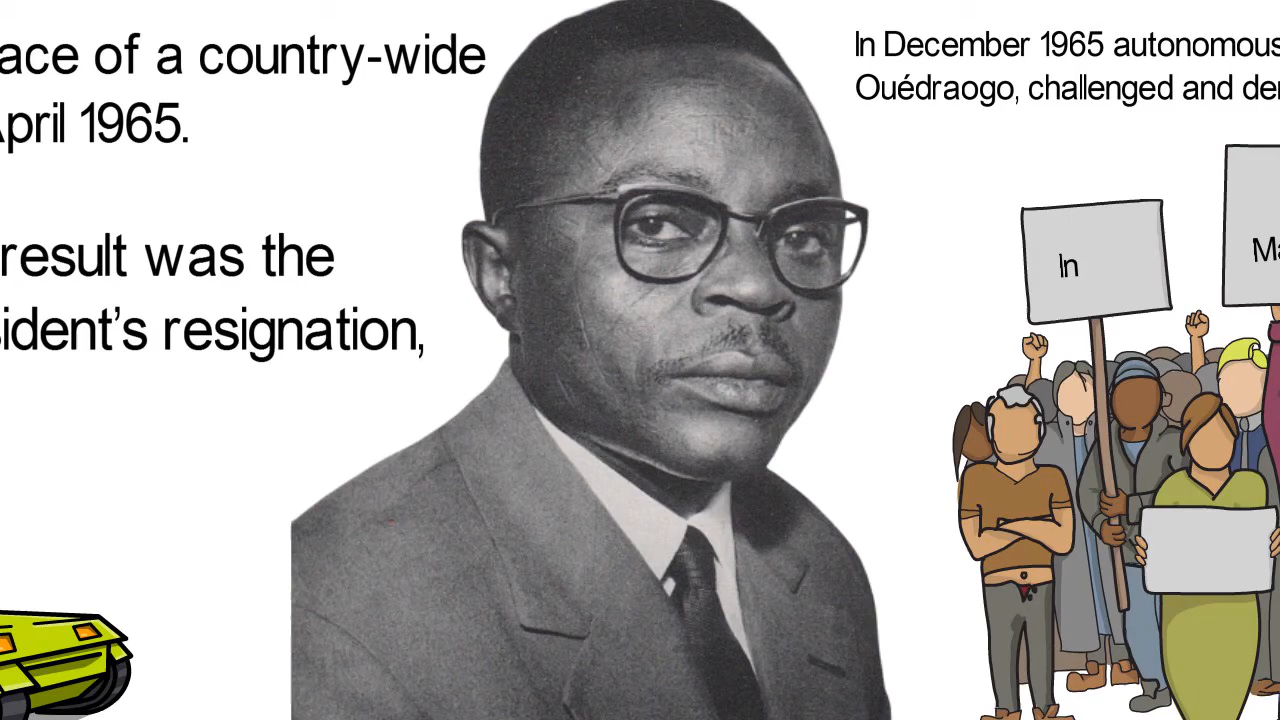 ace of a country-wide
April 1965.
result was the
sident's resignation,
In December 1965 autonomous
Ouédraogo, challenged and de
In
Ma